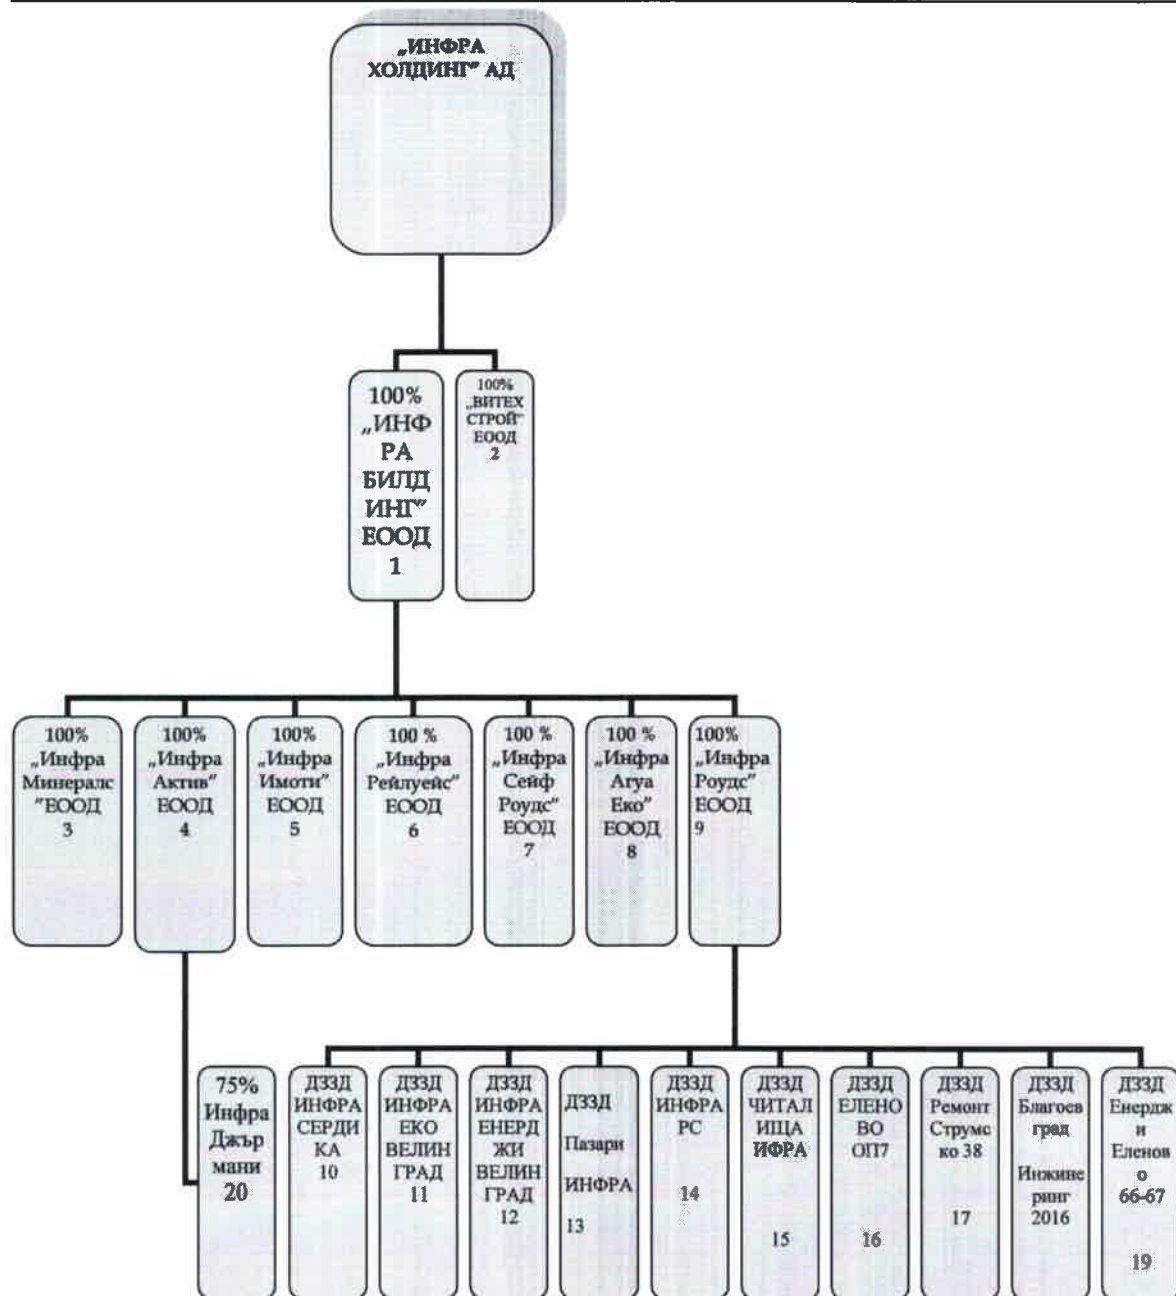 „ИНФРА
ХОЛДИНГ" АД
100%
„ИНФ
РА
БИЛД
ИНГ"
ЕООД
1
100%
„ВИТЕХ
СТРОЙ"
ЕООД
2
100%
„Инфра
Минералс
"ЕООД
3
100%
„Инфра
Актив"
ЕООД
4
100%
„Инфра
Имоти"
ЕООД
5
100 %
„Инфра
Рейлуейс"
ЕООД
6
100 %
„Инфра
Сейф
Роудс"
ЕООД
7
100 %
„Инфра
Агуа
Еко"
ЕООД
8
100%
„Инфра
Роудс"
ЕООД
9
75%
Инфра
Джър
мани
20
ДЗЗД
ИНФРА
СЕРДИ
КА
10
ДЗЗД
ИНФРА
ЕКО
ВЕЛИН
ГРАД
11
ДЗЗД
ИНФРА
ЕНЕРД
ЖИ
ВЕЛИН
ГРАД
12
ДЗЗД
Пазари
ИНФРА
13
ДЗЗД
ИНФРА
РС
14
ДЗЗД
ЧИТАЛ
ИЩА
ИФРА
15
ДЗЗД
ЕЛЕНО
ВО
ОП7
16
ДЗЗД
Ремонт
Струмс
ко 38
17
ДЗЗД
Благоев
град
Инжине
ринг
2016
ДЗЗД
Енердж
и
Еленов
о
66-67
19